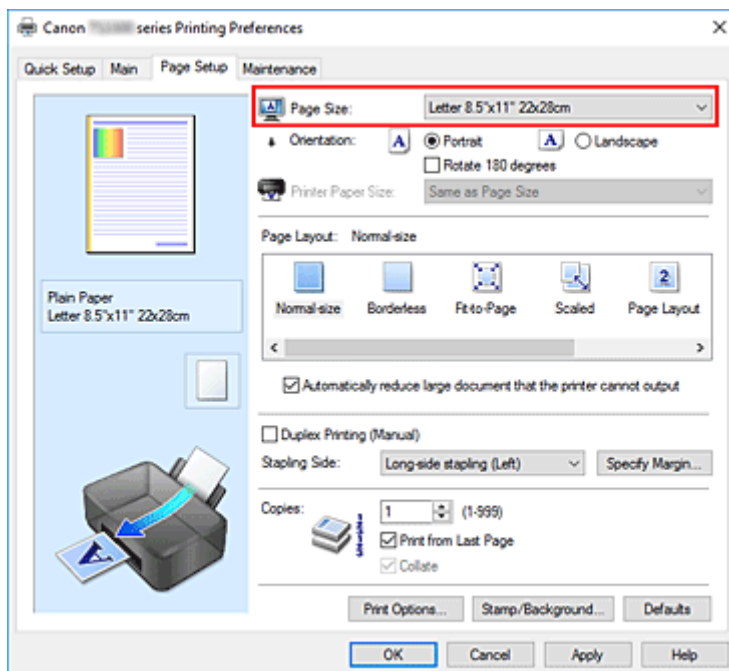 Canon series Printing Preferences
Quick Setup Main Page Setup Maintenance
Page Size: Letter 8.5"x11" 22x28cm
Orientation: A Portrait A Landscape
Rotate 180 degrees
Printer Paper Size: Same as Page Size
Page Layout: Normal-size
Plain Paper
Letter 8.5"x11" 22x28cm
2
Normal-size Borderless Fit-to-Page Scaled Page Layout
Automatically reduce large document that the printer cannot output
Duplex Printing (Manual)
Stapling Side: Long-side stapling (Left) Specify Margin...
Copies: 1 (1-999)
Print from Last Page
Collate
A
Print Options... Stamp/Background... Defaults
OK Cancel Apply Help